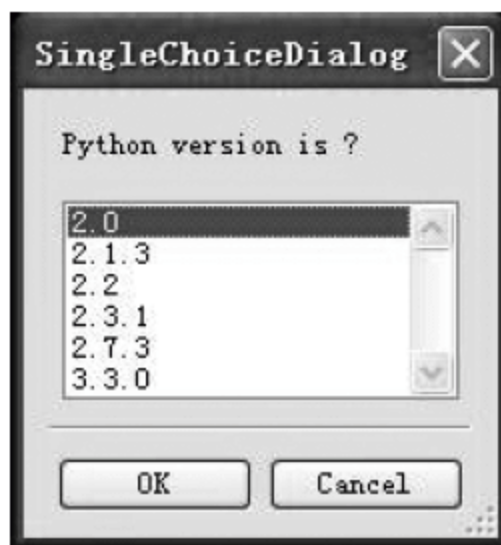 SingleChoiceDialog
Python version is ?
2.0
2.1.3
2.2
2.3.1
2.7.3
3.3.0
OK
Cancel